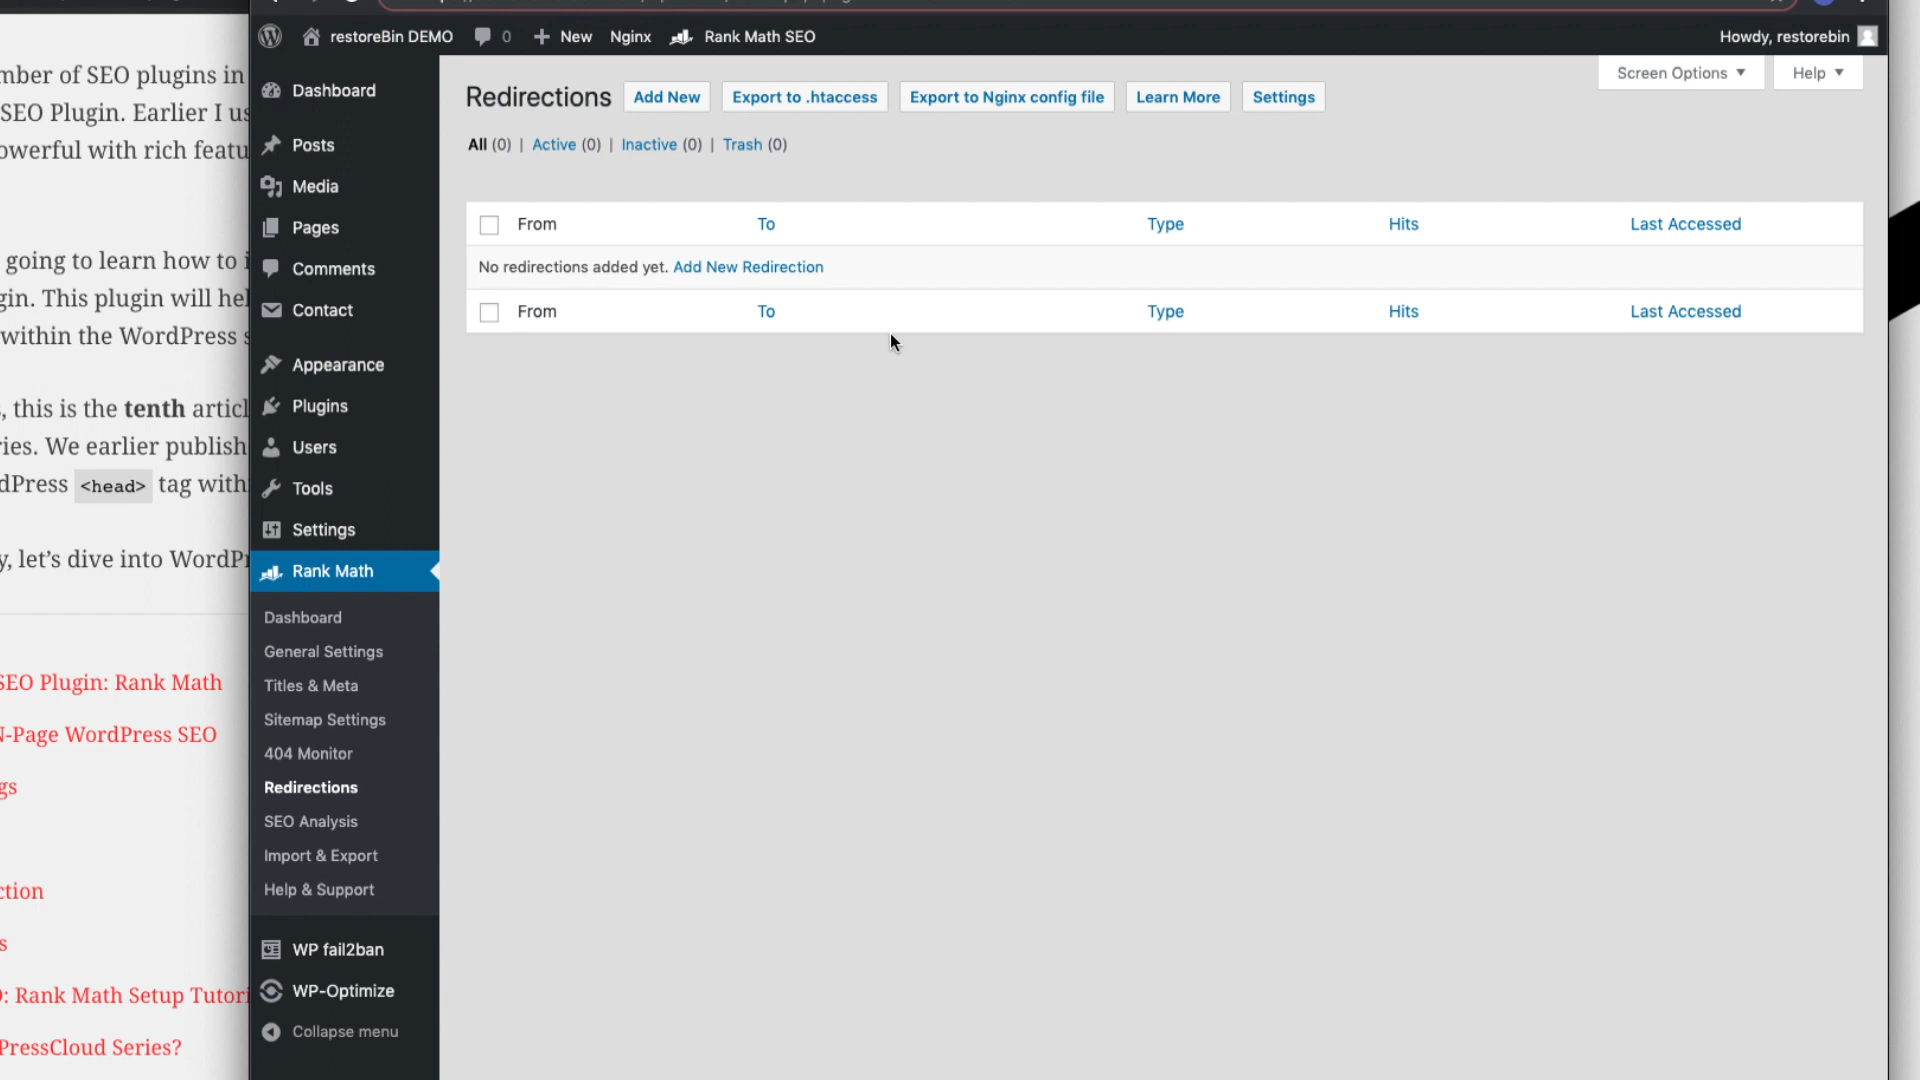 restoreBin DEMO 0 New Nginx Rank Math SEO Howdy, restorebin
Screen Options Help
Redirections Add New Export to .htaccess Export to Nginx config file Learn More Settings
All (0) | Active (0) | Inactive (0) | Trash (0)
From To Type Hits Last Accessed
No redirections added yet. Add New Redirection
From To Type Hits Last Accessed
Dashboard
Posts
Media
Pages
Comments
Contact
Appearance
Plugins
Users
Tools
Settings
Rank Math
Dashboard
General Settings
Titles & Meta
Sitemap Settings
404 Monitor
Redirections
SEO Analysis
Import & Export
Help & Support
WP fail2ban
WP-Optimize
Collapse menu
mber of SEO plugins in
SEO Plugin. Earlier I us
owerful with rich featu
going to learn how to i
gin. This plugin will hel
within the WordPress s
, this is the tenth articl
ries. We earlier publish
dPress <head> tag with
y, let's dive into WordPr
SEO Plugin: Rank Math
N-Page WordPress SEO
gs
ction
s
O: Rank Math Setup Tutori
PressCloud Series?